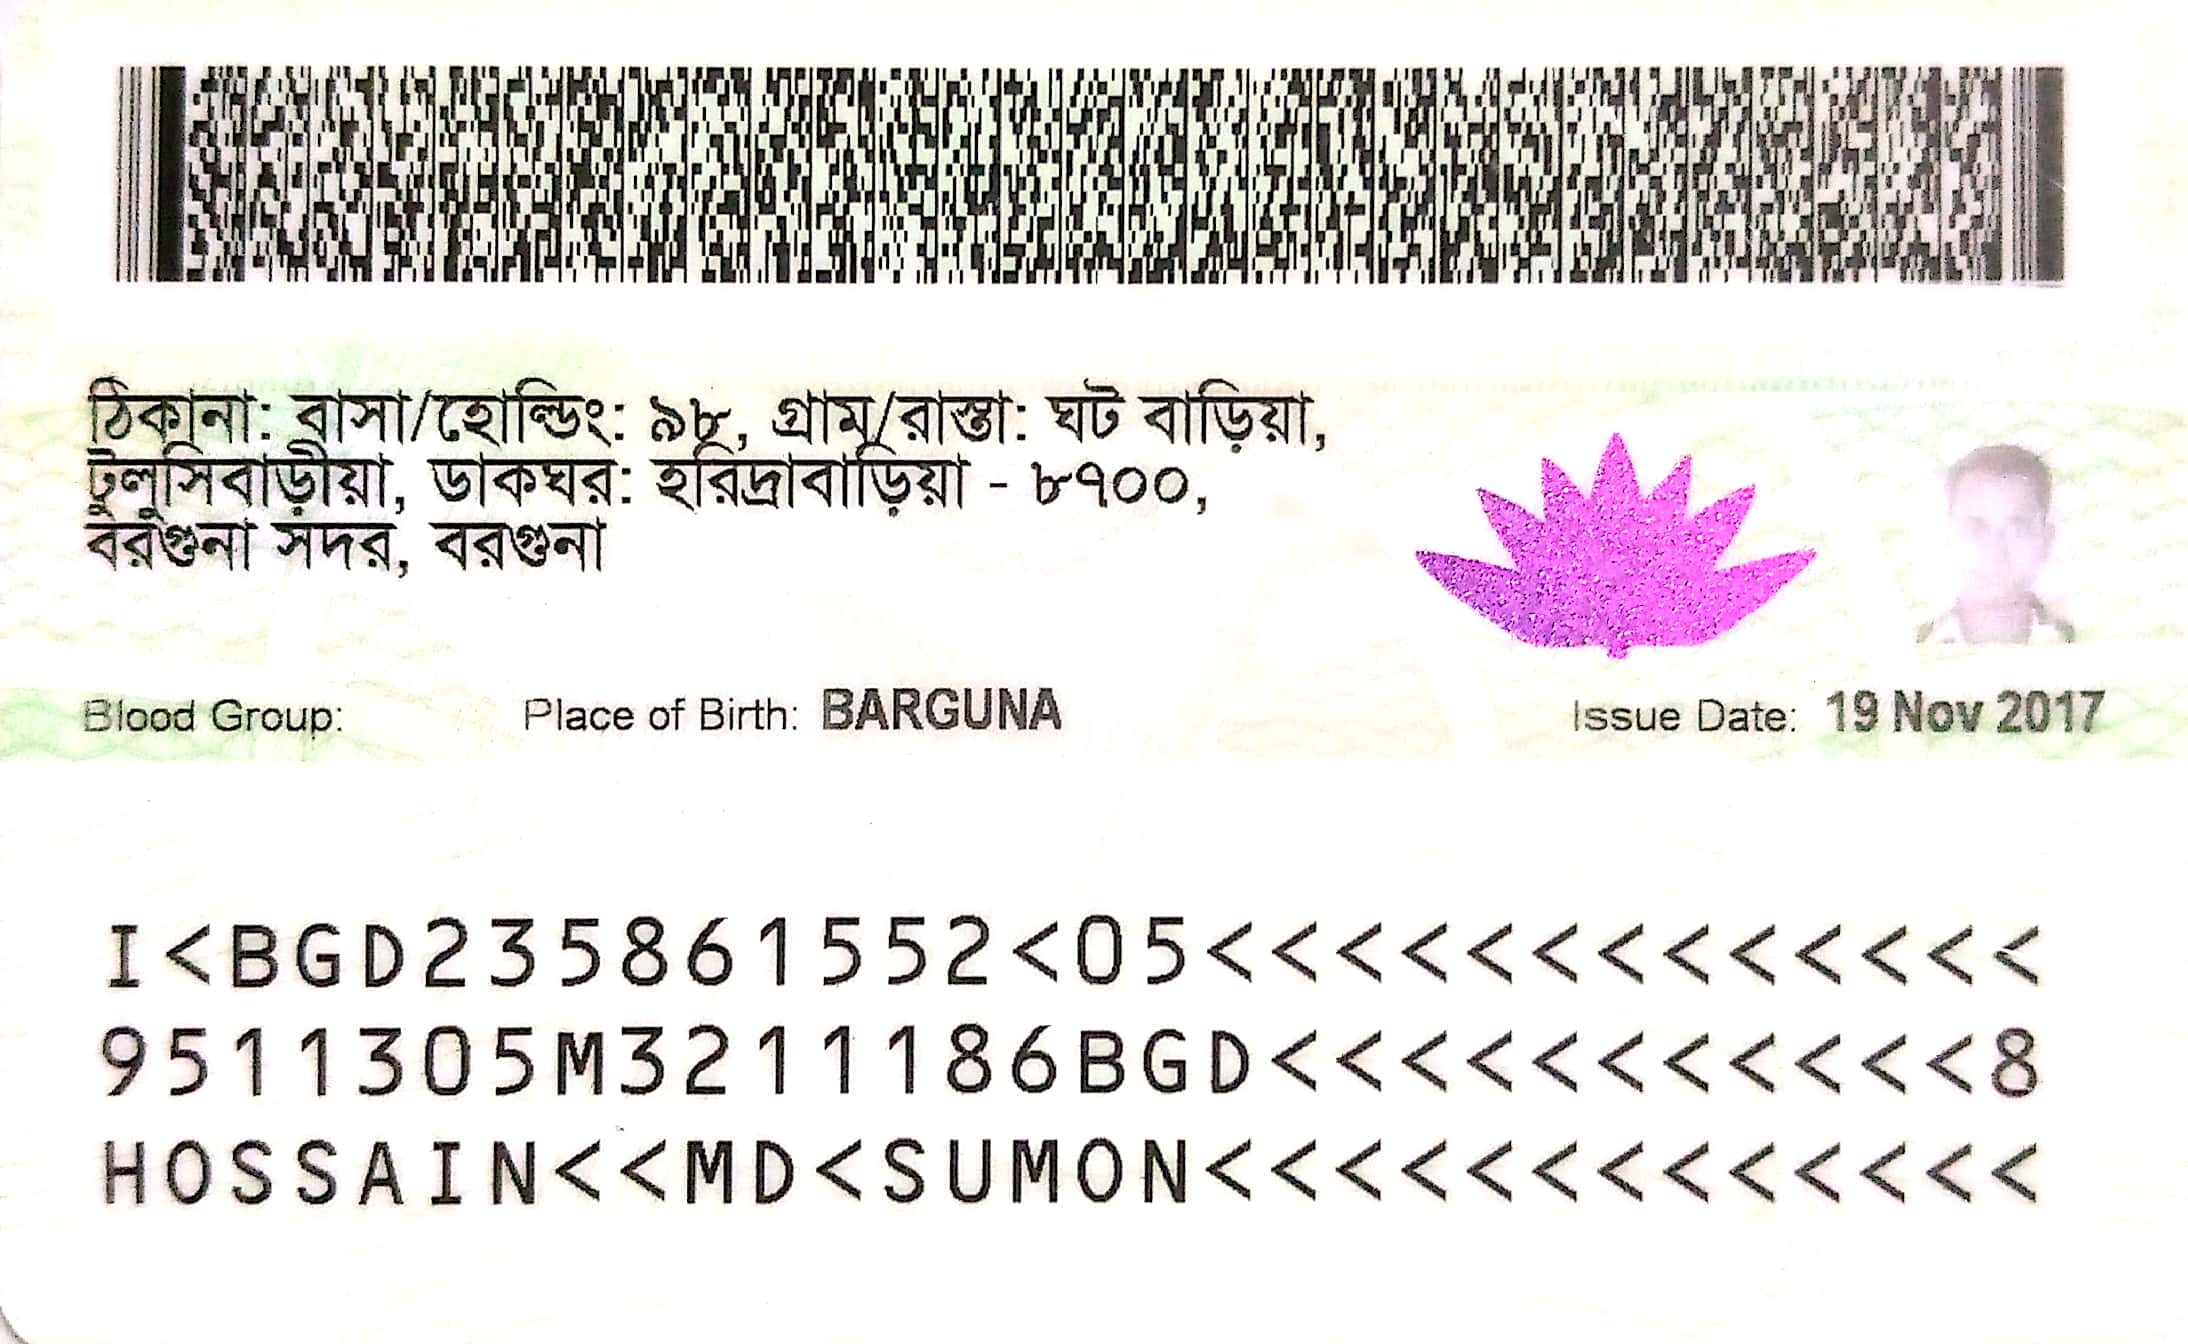 ঠিকানা: বাসা/হোল্ডিং: ৯৮, গ্রাম/রাস্তা: ঘট বাড়িয়া,
টুলুসিবাড়ীয়া, ডাকঘর: হরিদ্রাবাড়িয়া - ৮৭০০,
বরগুনা সদর, বরগুনা
Blood Group: Place of Birth: BARGUNA Issue Date: 19 Nov 2017
I<BGD235861552<05<<<<<<<<<<<<<
9511305M3211186BGD<<<<<<<<<<<8
HOSSAIN<<MD<SUMON<<<<<<<<<<<<<